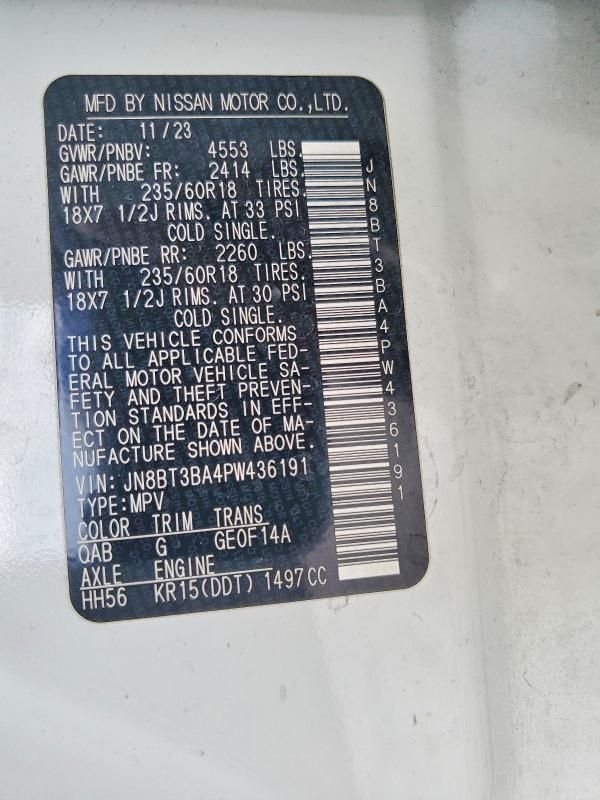 MFD BY NISSAN MOTOR CO.,LTD.
DATE: 11/23
GVWR/PNBV: 4553 LBS.
GAWR/PNBE FR: 2414 LBS.
WITH 235/60R18 TIRES.
18X7 1/2J RIMS. AT 33 PSI
COLD SINGLE.
GAWR/PNBE RR: 2260 LBS.
WITH 235/60R18 TIRES.
18X7 1/2J RIMS. AT 30 PSI
COLD SINGLE.
THIS VEHICLE CONFORMS
TO ALL APPLICABLE FED-
ERAL MOTOR VEHICLE SA-
FETY AND THEFT PREVEN-
TION STANDARDS IN EFF-
ECT ON THE DATE OF MA-
NUFACTURE SHOWN ABOVE.
VIN: JN8BT3BA4PW436191
TYPE:MPV
COLOR TRIM TRANS
QAB G GE0F14A
AXLE ENGINE
HH56 KR15(DDT) 1497CC
JN8BT3BA4PW436191